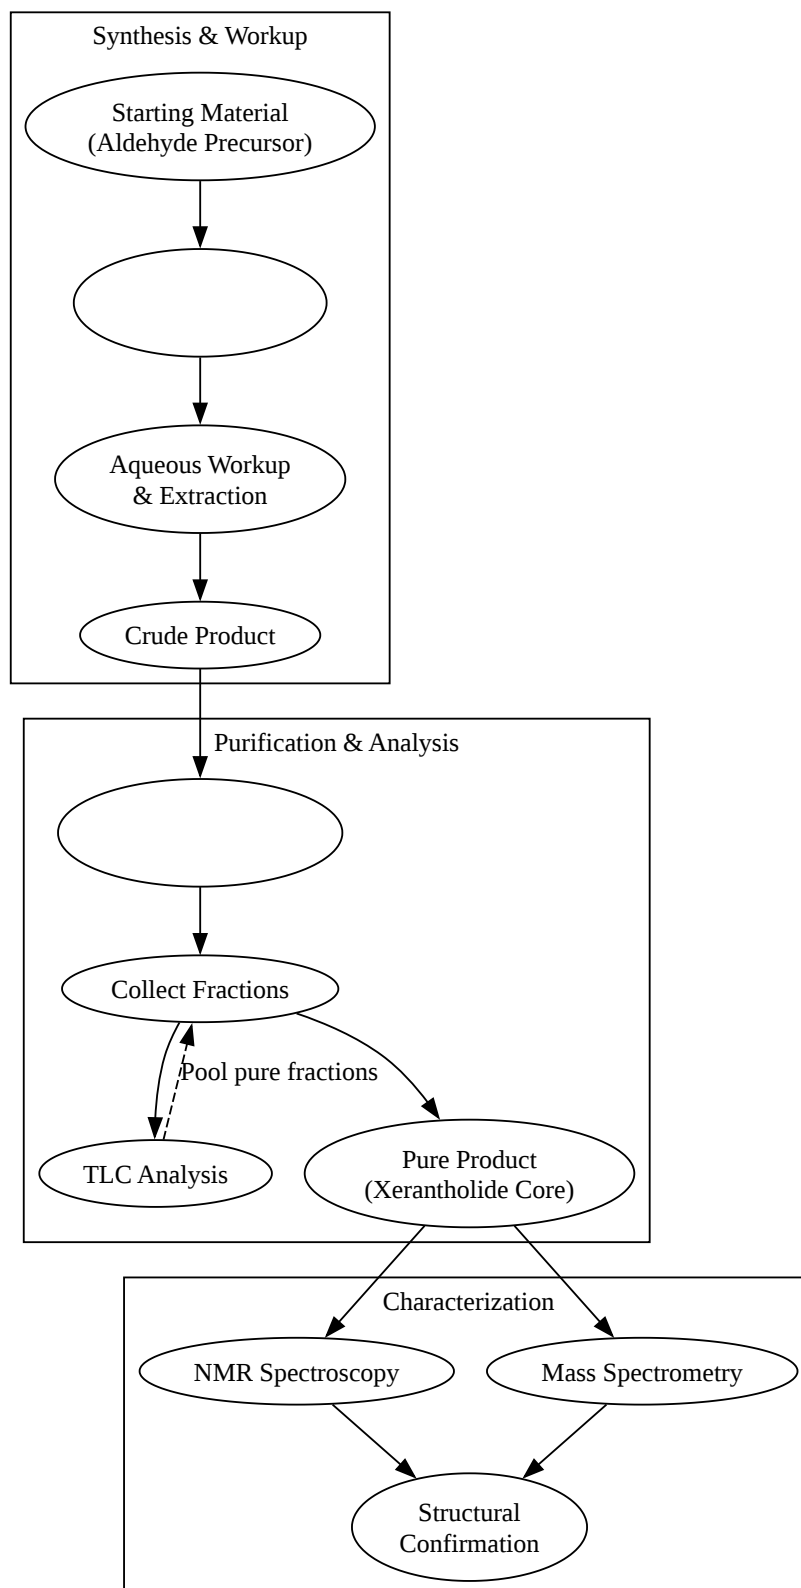 Synthesis & Workup
Starting Material
(Aldehyde Precursor)
Aqueous Workup
& Extraction
Crude Product
Purification & Analysis
Collect Fractions
Pool pure fractions
TLC Analysis
Pure Product
(Xerantholide Core)
Characterization
NMR Spectroscopy
Mass Spectrometry
Structural
Confirmation